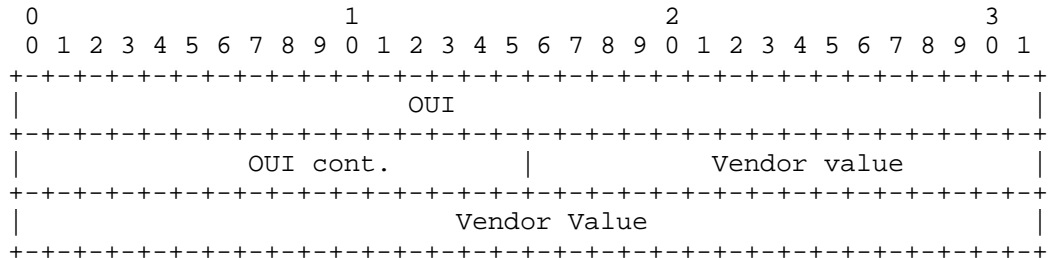 0                   1                   2                   3
 0 1 2 3 4 5 6 7 8 9 0 1 2 3 4 5 6 7 8 9 0 1 2 3 4 5 6 7 8 9 0 1
+-+-+-+-+-+-+-+-+-+-+-+-+-+-+-+-+-+-+-+-+-+-+-+-+-+-+-+-+-+-+-+-+
|                        OUI                                    |
+-+-+-+-+-+-+-+-+-+-+-+-+-+-+-+-+-+-+-+-+-+-+-+-+-+-+-+-+-+-+-+-+
|              OUI cont.        |           Vendor value        |
+-+-+-+-+-+-+-+-+-+-+-+-+-+-+-+-+-+-+-+-+-+-+-+-+-+-+-+-+-+-+-+-+
|                           Vendor Value                        |
+-+-+-+-+-+-+-+-+-+-+-+-+-+-+-+-+-+-+-+-+-+-+-+-+-+-+-+-+-+-+-+-+